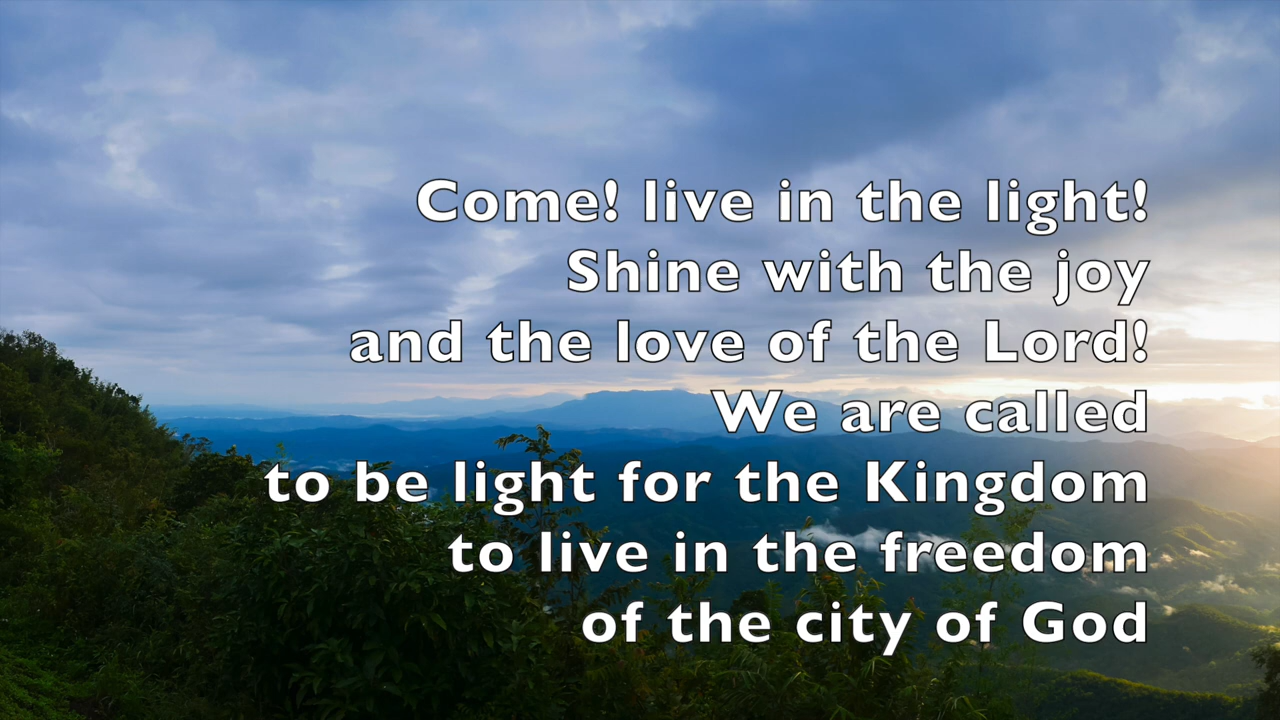 Come! live in the light!
Shine with the joy
and the love of the Lord!
We are called
to be light for the Kingdom
to live in the freedom
of the city of God